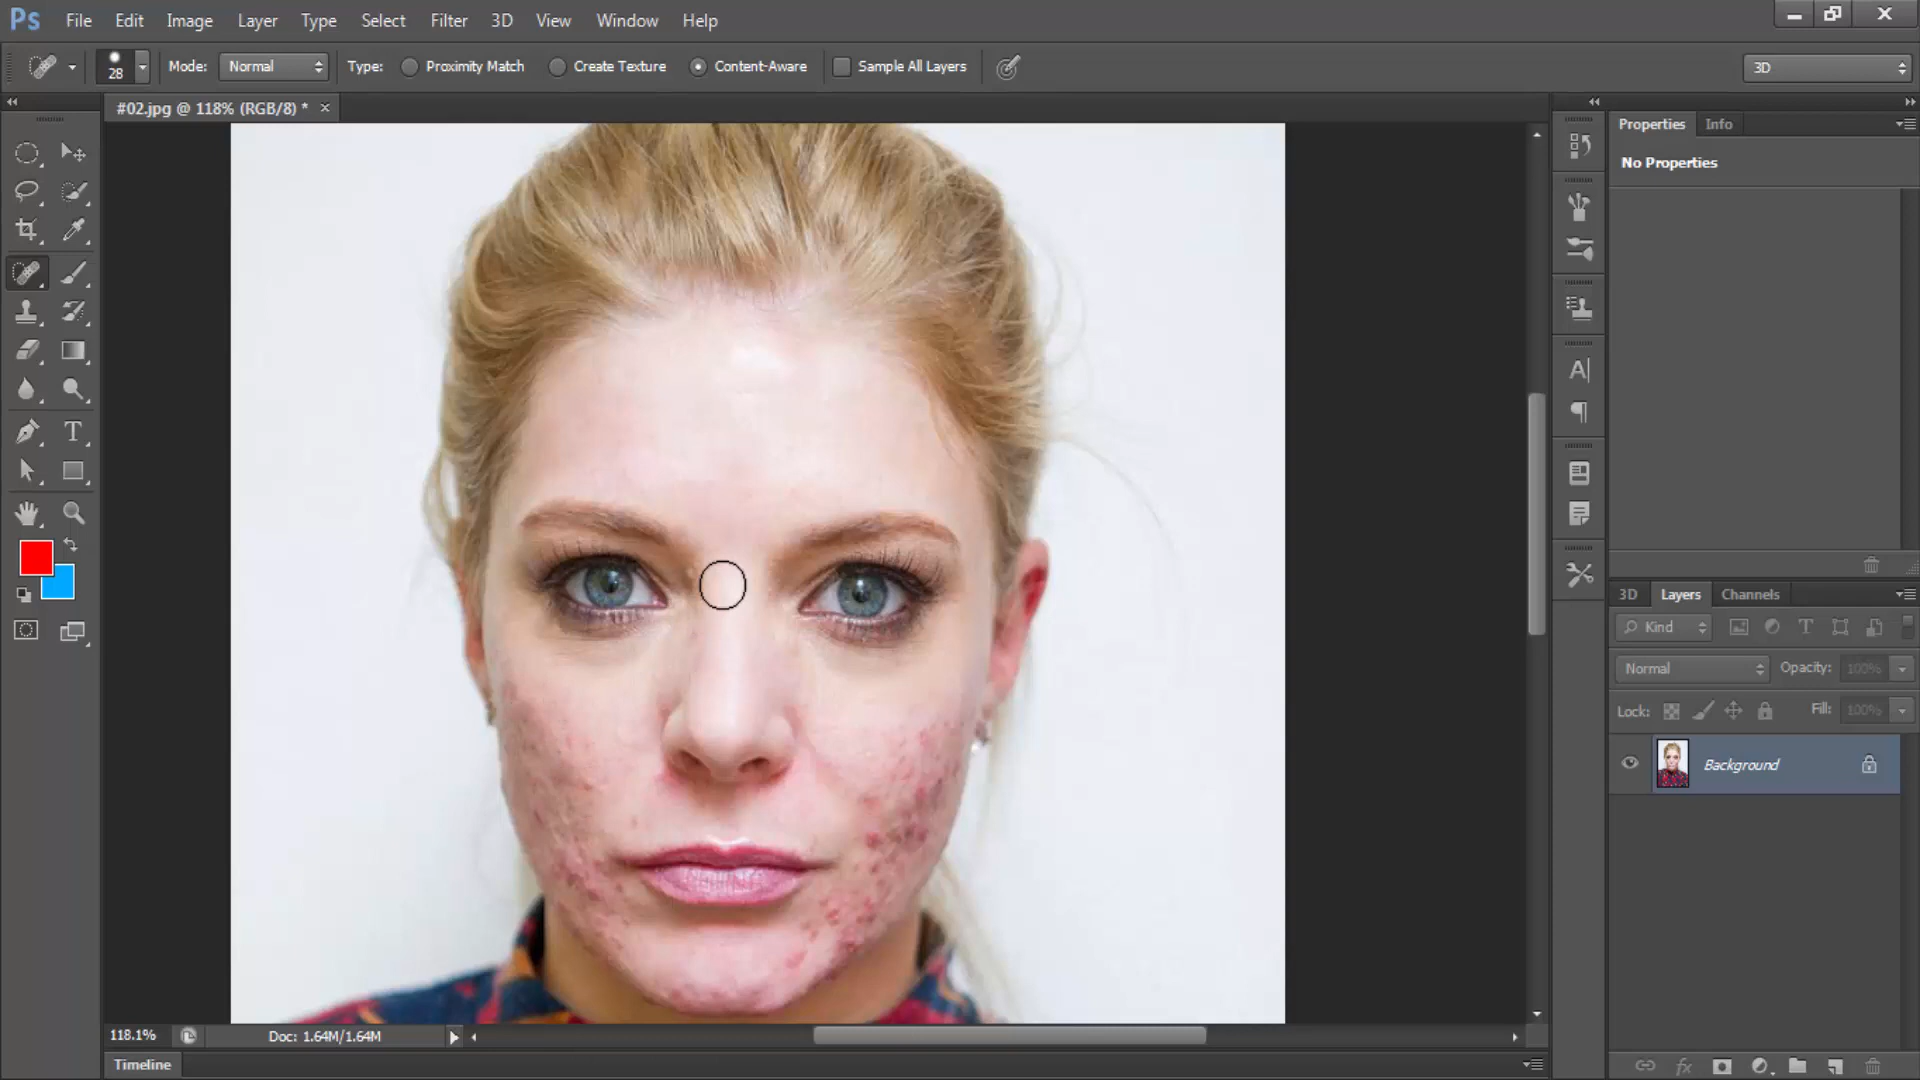 Ps File Edit Image Layer Type Select Filter 3D View Window Help
28 Mode: Normal Type: Proximity Match Create Texture Content-Aware Sample All Layers 3D
#02.jpg @ 118% (RGB/8) * ×
Properties Info
No Properties
3D Layers Channels
Kind
Normal Opacity: 100%
Lock: Fill: 100%
Background
118.1% Doc: 1.64M/1.64M
Timeline